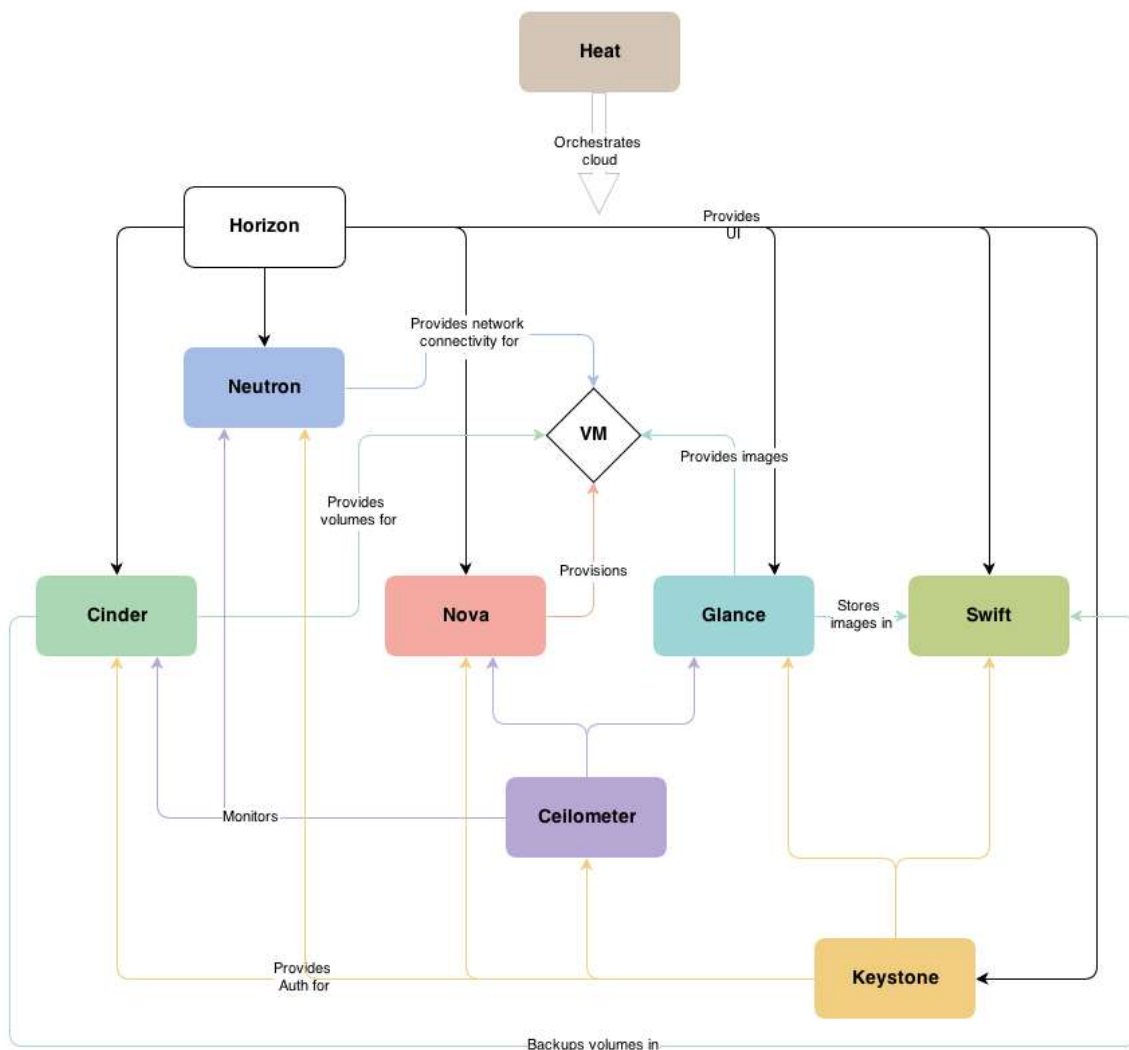 Heat
Orchestrates
cloud
Horizon
Provides
UI
Provides network
connectivity for
Neutron
VM
Provides images
Provides
volumes for
Provisions
Cinder
Nova
Glance
Stores
images in
Swift
Ceilometer
Monitors
Provides
Auth for
Keystone
Backups volumes in